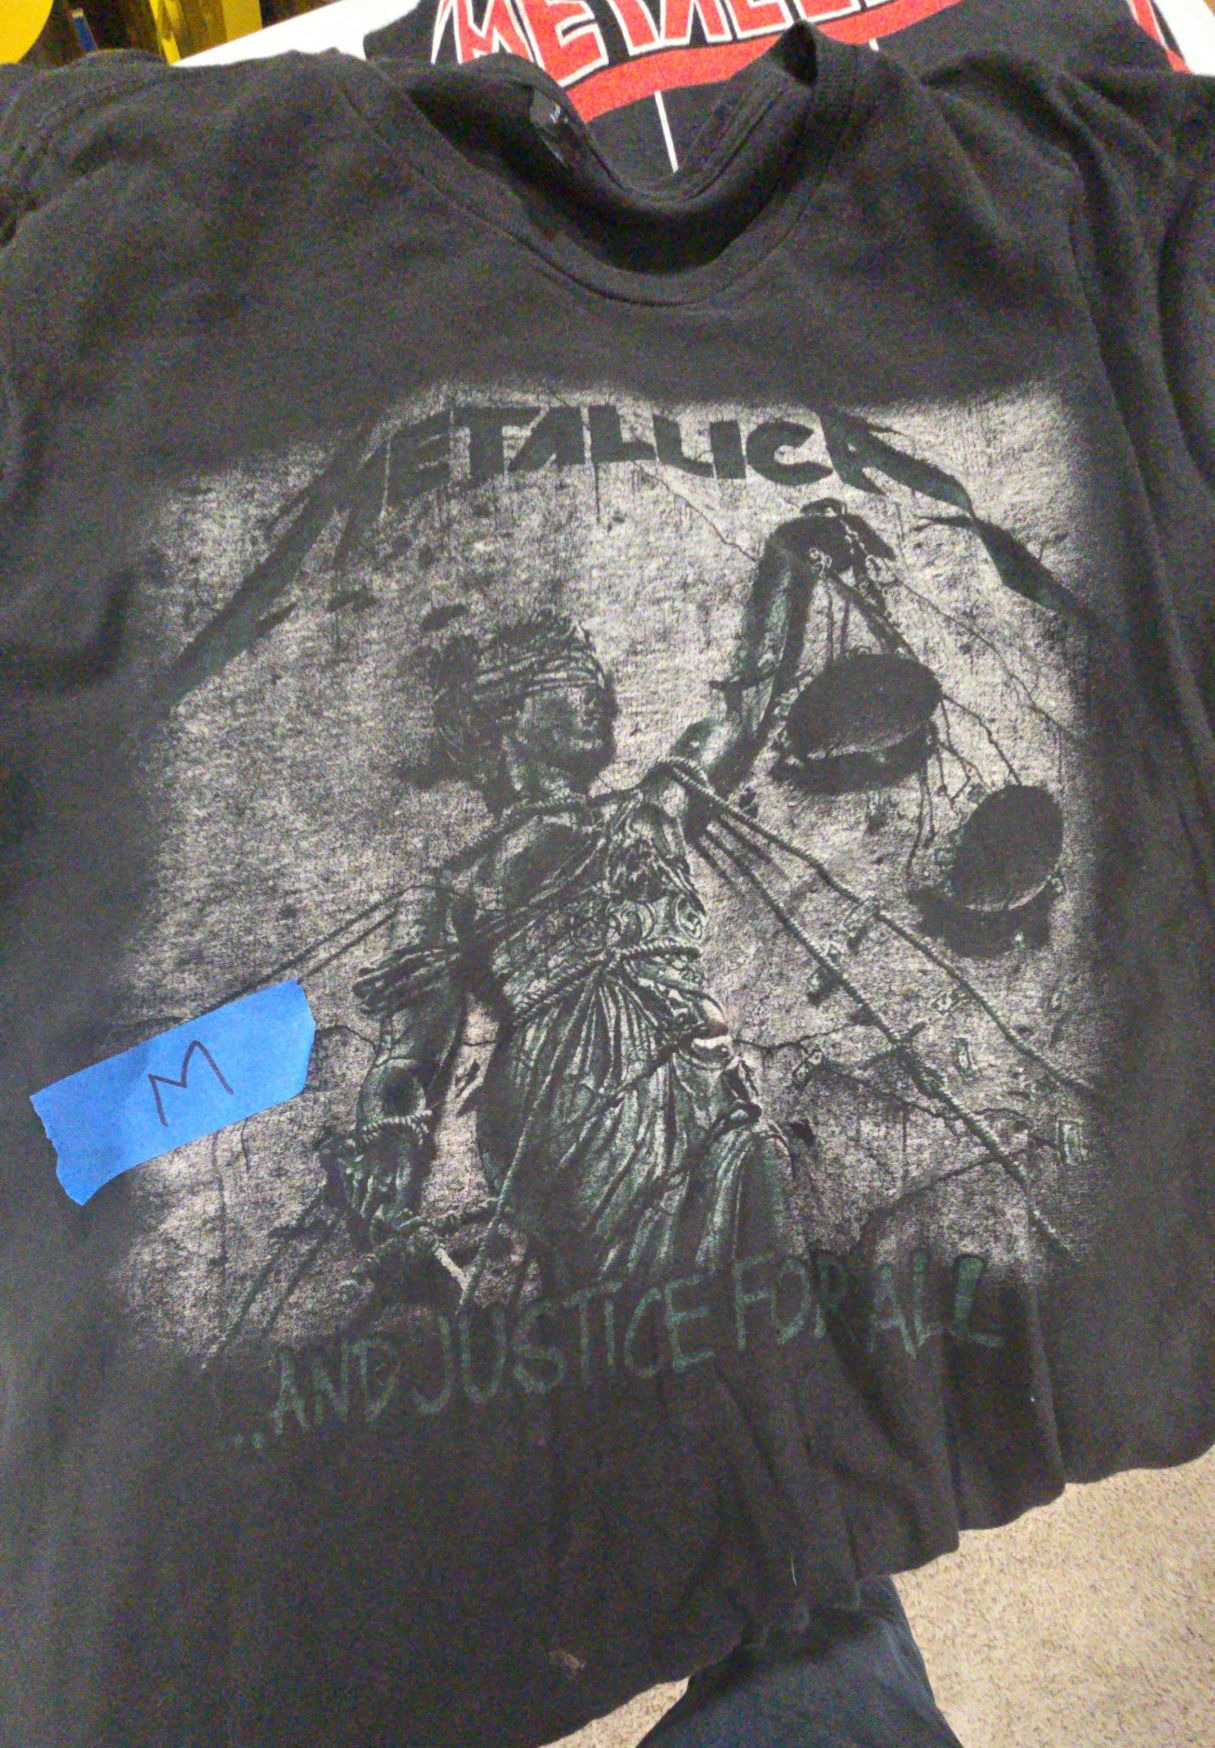 METALLICA
M
...AND JUSTICE FOR ALL